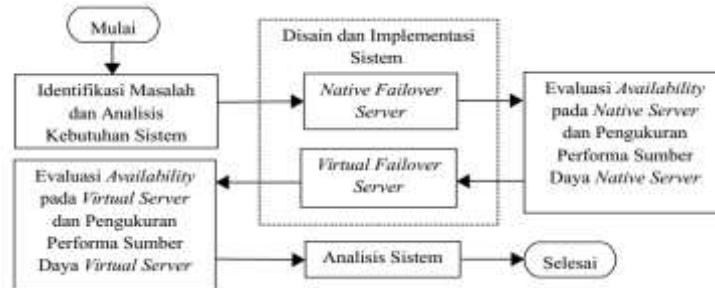 Mulai
Identifikasi Masalah
dan Analisis
Kebutuhan Sistem
Disain dan Implementasi
Sistem
Native Failover
Server
Evaluasi Availability
pada Native Server
dan Pengukuran
Performa Sumber
Daya Native Server
Virtual Failover
Server
Evaluasi Availability
pada Virtual Server
dan Pengukuran
Performa Sumber
Daya Virtual Server
Analisis Sistem
Selesai